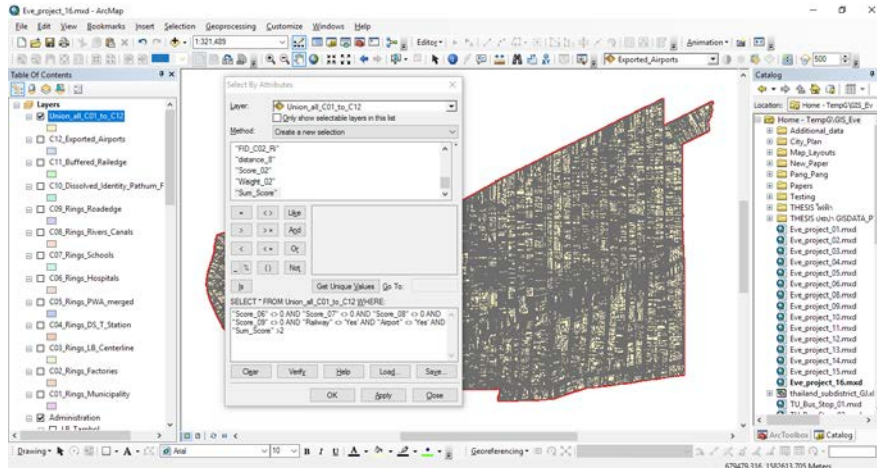 Eve_project_16.mxd - ArcMap
File Edit View Bookmarks Insert Selection Geoprocessing Customize Windows Help
1:321,489
Editor
Animation
500
Exported_Airports
Table Of Contents
Layers
Union_all_C01_to_C12
C12_Exported_Airports
C11_Buffered_Railedge
C10_Dissolved_Identity_Pathum_F
C09_Rings_Roadedge
C08_Rings_Rivers_Canals
C07_Rings_Schools
C06_Rings_Hospitals
C05_Rings_PWA_merged
C04_Rings_DS_T_Station
C03_Rings_LB_Centerline
C02_Rings_Factories
C01_Rings_Municipality
Administration
LB Tambol
Select By Attributes
Layer: Union_all_C01_to_C12
Only show selectable layers in this list
Method: Create a new selection
"FID_C02_Ri"
"distance_8"
"Score_02"
"Weight_02"
"Sum_Score"
= < > Like
> > = And
< < = Or
_ % ( ) Not
Is Get Unique Values Go To:
SELECT * FROM Union_all_C01_to_C12 WHERE:
"Score_06" <> 0 AND "Score_07" <> 0 AND "Score_08" <> 0 AND
"Score_09" <> 0 AND "Railway" <> 'Yes' AND "Airport" <> 'Yes' AND
"Sum_Score" >2
Clear Verify Help Load... Save...
OK Apply Close
Catalog
Location: Home - TempG\GIS_Ev
Home - TempG\GIS_Eve
Additional_data
City_Plan
Map_Layouts
New_Paper
Pang_Pang
Papers
Testing
THESIS
THESIS GISDATA_P
Eve_project_01.mxd
Eve_project_02.mxd
Eve_project_03.mxd
Eve_project_04.mxd
Eve_project_05.mxd
Eve_project_06.mxd
Eve_project_08.mxd
Eve_project_09.mxd
Eve_project_10.mxd
Eve_project_11.mxd
Eve_project_12.mxd
Eve_project_13.mxd
Eve_project_14.mxd
Eve_project_15.mxd
Eve_project_16.mxd
thailand_subdistrict_G.xl
TU_Bus_Stop_01.mxd
ArcToolbox Catalog
Drawing
Arial 10 B I U A
Georeferencing
679479.316 1582613.705 Meters